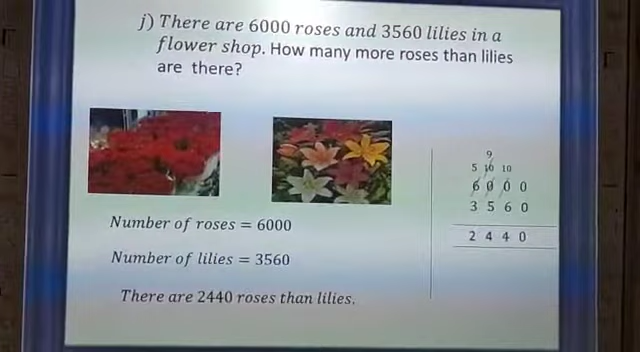 j) There are 6000 roses and 3560 lilies in a
flower shop. How many more roses than lilies
are there?
9
5 10 10
6 0 0 0
3 5 6 0
2 4 4 0
Number of roses = 6000
Number of lilies = 3560
There are 2440 roses than lilies.